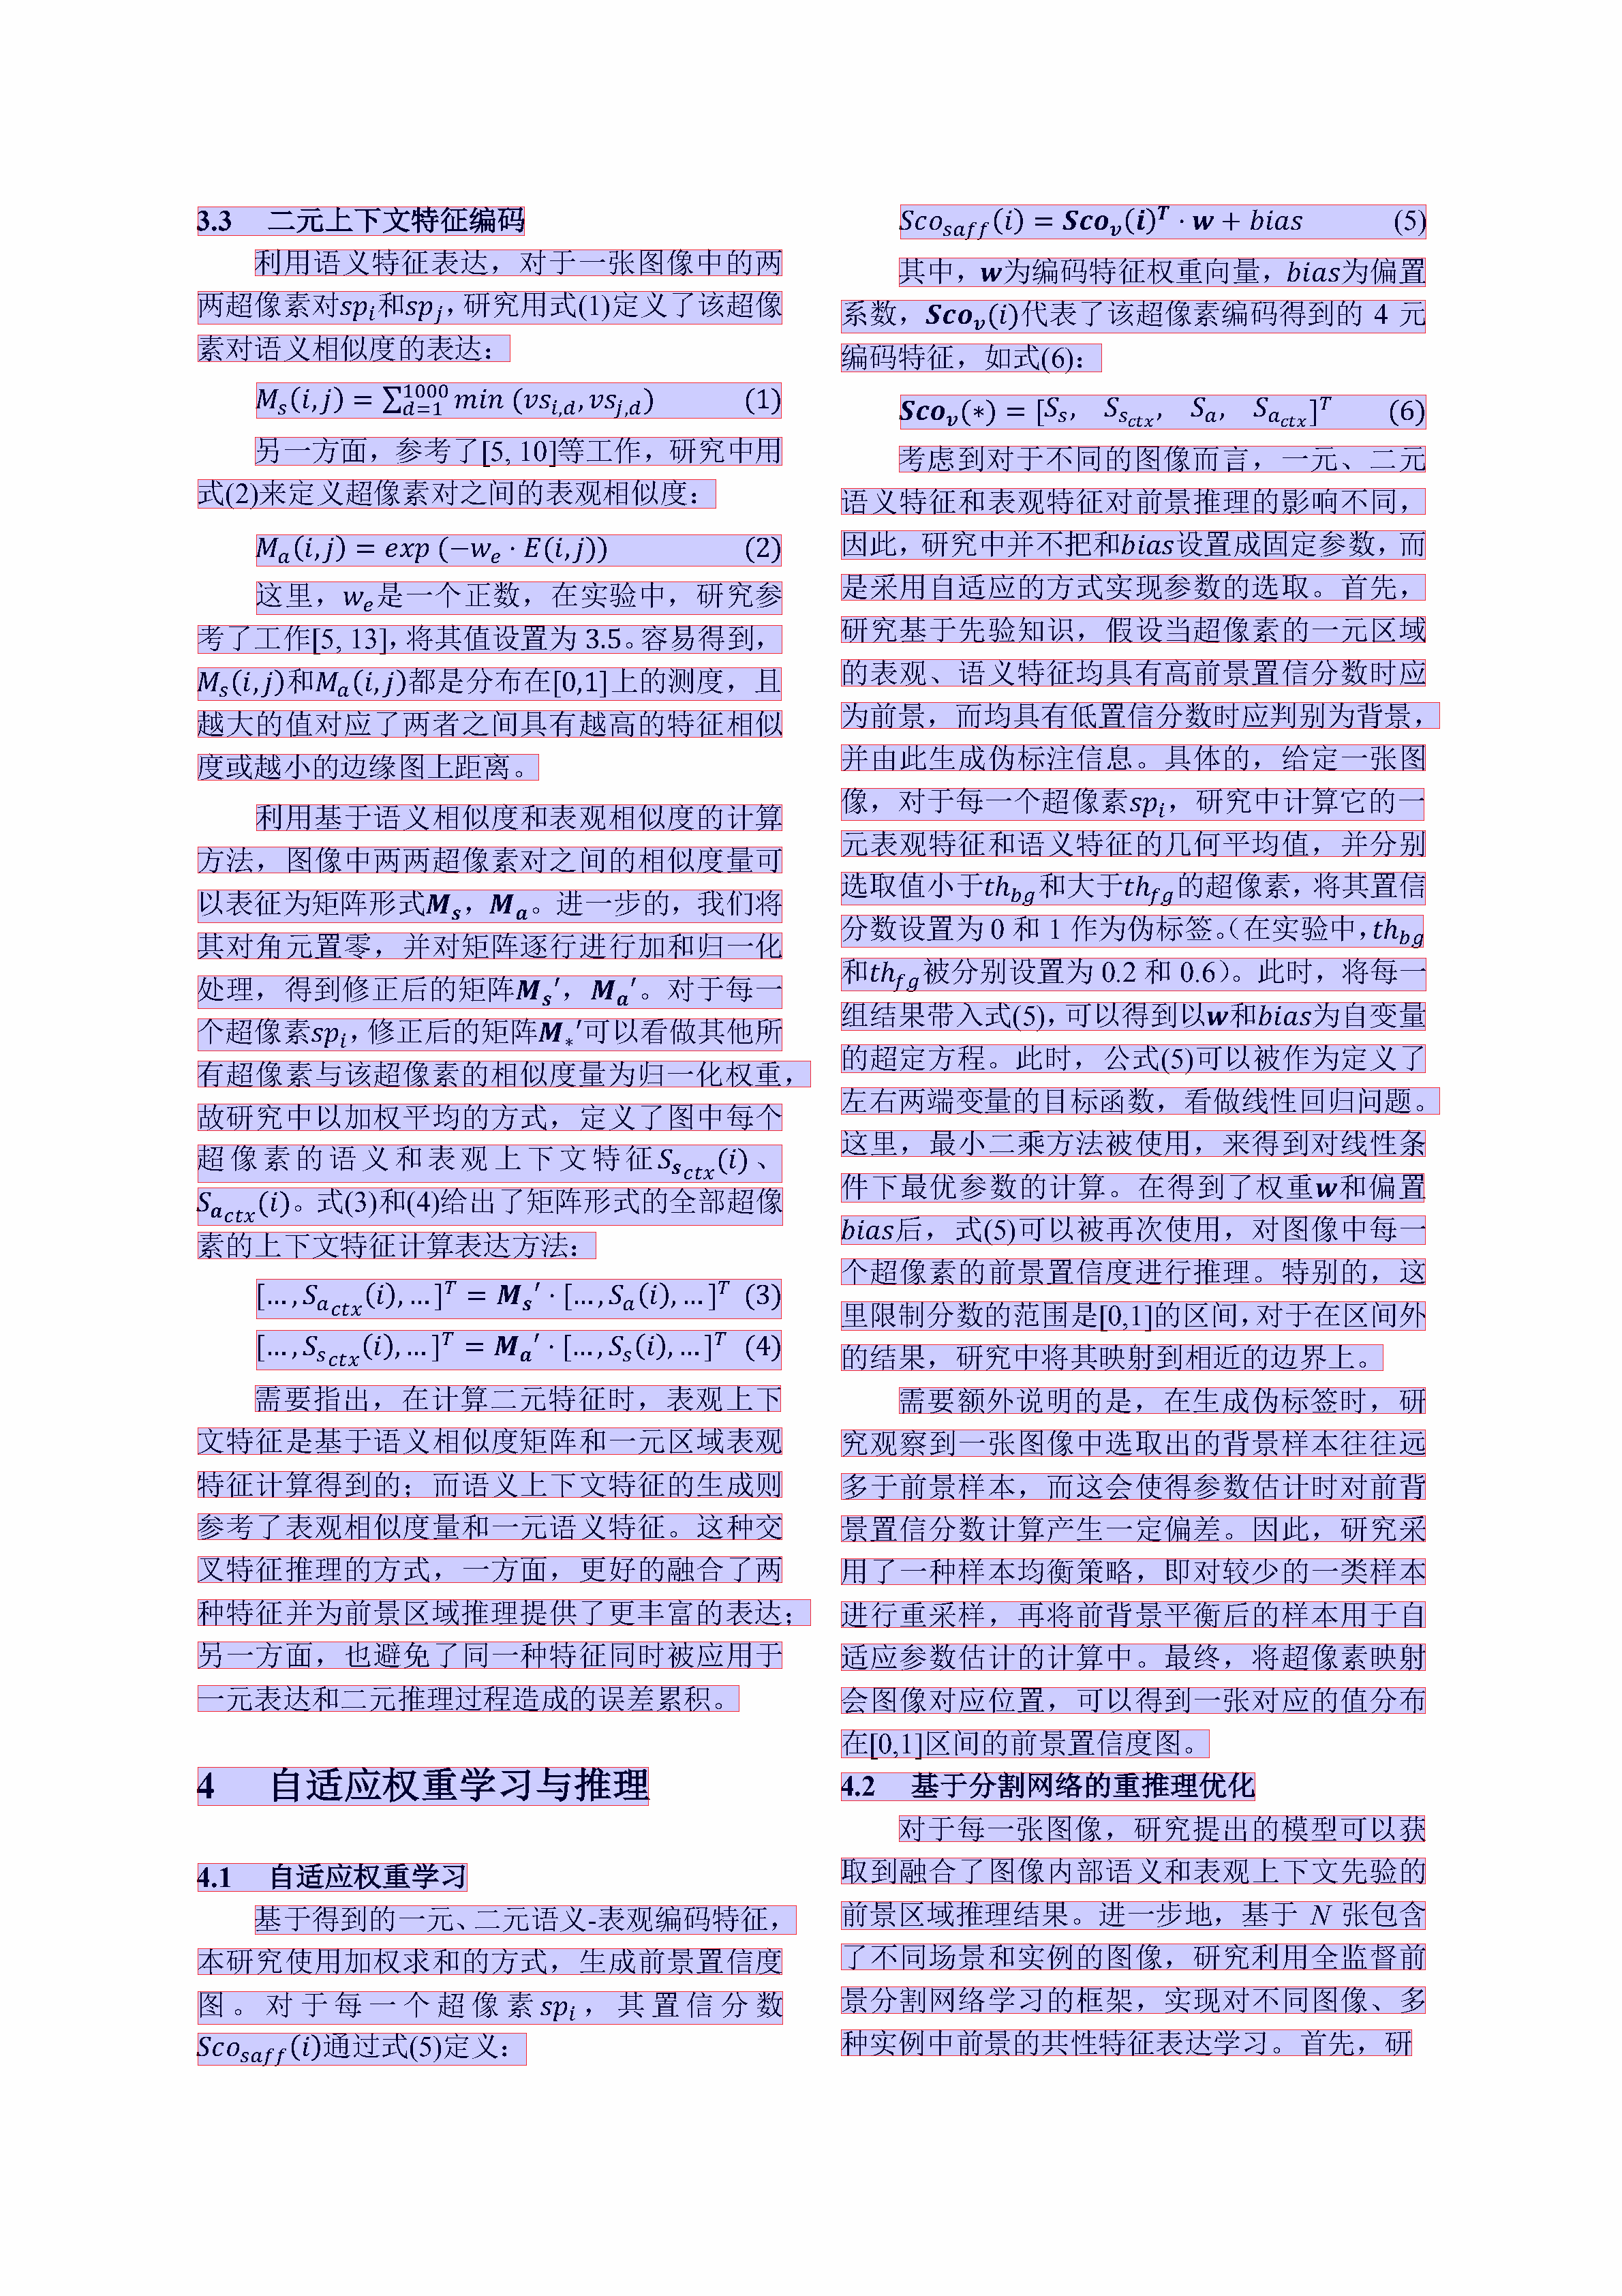 3.3 二元上下文特征编码
利用语义特征表达，对于一张图像中的两
两超像素对$sp_i$和$sp_j$，研究用式(1)定义了该超像
素对语义相似度的表达：
$M_s(i,j) = \sum_{d=1}^{1000} min (vs_{i,d}, vs_{j,d})$ (1)
另一方面，参考了[5, 10]等工作，研究中用
式(2)来定义超像素对之间的表观相似度：
$M_a(i,j) = exp (-w_e \cdot E(i,j))$ (2)
这里，$w_e$是一个正数，在实验中，研究参
考了工作[5, 13]，将其值设置为 3.5。容易得到，
$M_s(i,j)$和$M_a(i,j)$都是分布在[0,1]上的测度，且
越大的值对应了两者之间具有越高的特征相似
度或越小的边缘图上距离。
利用基于语义相似度和表观相似度的计算
方法，图像中两两超像素对之间的相似度量可
以表征为矩阵形式$\boldsymbol{M_s}$，$\boldsymbol{M_a}$。进一步的，我们将
其对角元置零，并对矩阵逐行进行加和归一化
处理，得到修正后的矩阵$\boldsymbol{M_s}'$，$\boldsymbol{M_a}'$。对于每一
个超像素$sp_i$，修正后的矩阵$\boldsymbol{M_*}'$可以看做其他所
有超像素与该超像素的相似度量为归一化权重，
故研究中以加权平均的方式，定义了图中每个
超像素的语义和表观上下文特征$S_{s_{ctx}}(i)$、
$S_{a_{ctx}}(i)$。式(3)和(4)给出了矩阵形式的全部超像
素的上下文特征计算表达方法：
$[\dots, S_{a_{ctx}}(i), \dots]^T = \boldsymbol{M_s}' \cdot [\dots, S_a(i), \dots]^T$ (3)
$[\dots, S_{s_{ctx}}(i), \dots]^T = \boldsymbol{M_a}' \cdot [\dots, S_s(i), \dots]^T$ (4)
需要指出，在计算二元特征时，表观上下
文特征是基于语义相似度矩阵和一元区域表观
特征计算得到的；而语义上下文特征的生成则
参考了表观相似度量和一元语义特征。这种交
叉特征推理的方式，一方面，更好的融合了两
种特征并为前景区域推理提供了更丰富的表达；
另一方面，也避免了同一种特征同时被应用于
一元表达和二元推理过程造成的误差累积。
4 自适应权重学习与推理
4.1 自适应权重学习
基于得到的一元、二元语义-表观编码特征，
本研究使用加权求和的方式，生成前景置信度
图。对于每一个超像素$sp_i$，其置信分数
$Sco_{saff}(i)$通过式(5)定义：
$Sco_{saff}(i) = \boldsymbol{Sco_v(i)^T} \cdot \boldsymbol{w} + bias$ (5)
其中，$\boldsymbol{w}$为编码特征权重向量，$bias$为偏置
系数，$\boldsymbol{Sco_v}(i)$代表了该超像素编码得到的 4 元
编码特征，如式(6)：
$\boldsymbol{Sco_v}(*) = [S_s, S_{s_{ctx}}, S_a, S_{a_{ctx}}]^T$ (6)
考虑到对于不同的图像而言，一元、二元
语义特征和表观特征对前景推理的影响不同，
因此，研究中并不把和$bias$设置成固定参数，而
是采用自适应的方式实现参数的选取。首先，
研究基于先验知识，假设当超像素的一元区域
的表观、语义特征均具有高前景置信分数时应
为前景，而均具有低置信分数时应判别为背景，
并由此生成伪标注信息。具体的，给定一张图
像，对于每一个超像素$sp_i$，研究中计算它的一
元表观特征和语义特征的几何平均值，并分别
选取值小于$th_{bg}$和大于$th_{fg}$的超像素，将其置信
分数设置为 0 和 1 作为伪标签。（在实验中，$th_{bg}$
和$th_{fg}$被分别设置为 0.2 和 0.6）。此时，将每一
组结果带入式(5)，可以得到以$\boldsymbol{w}$和$bias$为自变量
的超定方程。此时，公式(5)可以被作为定义了
左右两端变量的目标函数，看做线性回归问题。
这里，最小二乘方法被使用，来得到对线性条
件下最优参数的计算。在得到了权重$\boldsymbol{w}$和偏置
$bias$后，式(5)可以被再次使用，对图像中每一
个超像素的前景置信度进行推理。特别的，这
里限制分数的范围是[0,1]的区间，对于在区间外
的结果，研究中将其映射到相近的边界上。
需要额外说明的是，在生成伪标签时，研
究观察到一张图像中选取出的背景样本往往远
多于前景样本，而这会使得参数估计时对前背
景置信分数计算产生一定偏差。因此，研究采
用了一种样本均衡策略，即对较少的一类样本
进行重采样，再将前背景平衡后的样本用于自
适应参数估计的计算中。最终，将超像素映射
会图像对应位置，可以得到一张对应的值分布
在[0,1]区间的前景置信度图。
4.2 基于分割网络的重推理优化
对于每一张图像，研究提出的模型可以获
取到融合了图像内部语义和表观上下文先验的
前景区域推理结果。进一步地，基于 N 张包含
了不同场景和实例的图像，研究利用全监督前
景分割网络学习的框架，实现对不同图像、多
种实例中前景的共性特征表达学习。首先，研